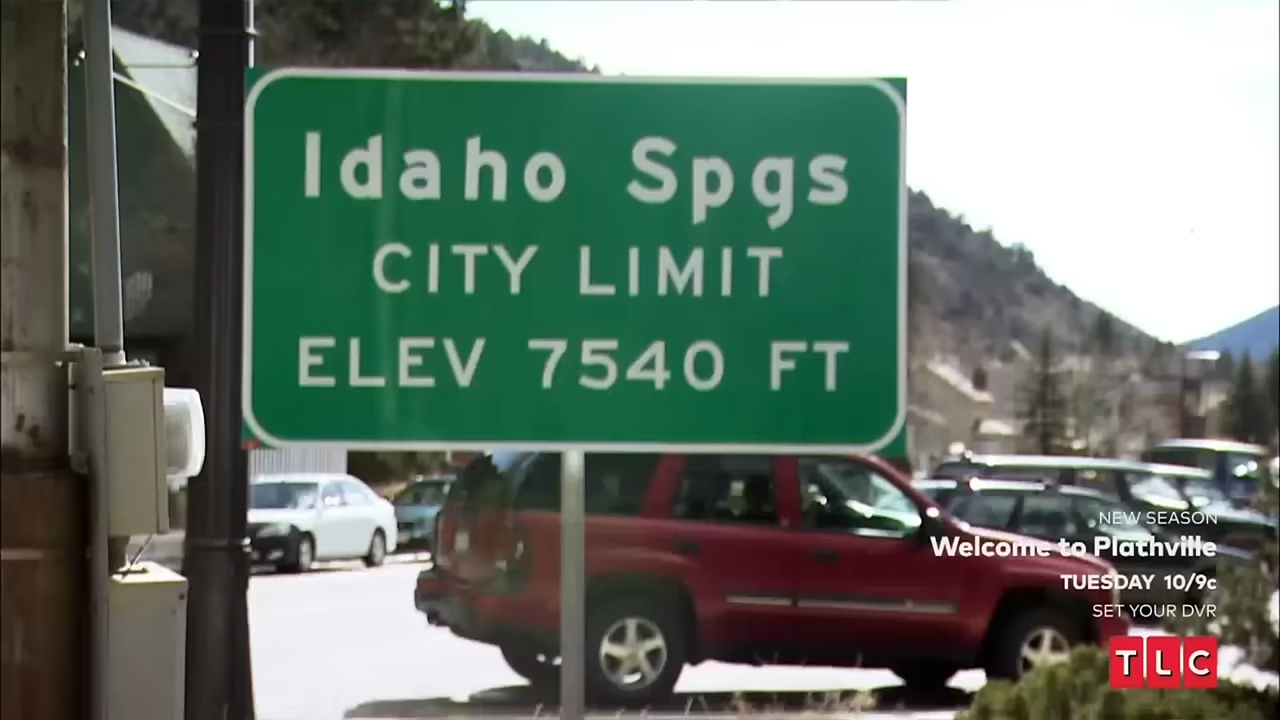 Idaho Spgs
CITY LIMIT
ELEV 7540 FT
NEW SEASON
Welcome to Plathville
TUESDAY 10/9c
SET YOUR DVR
TLC